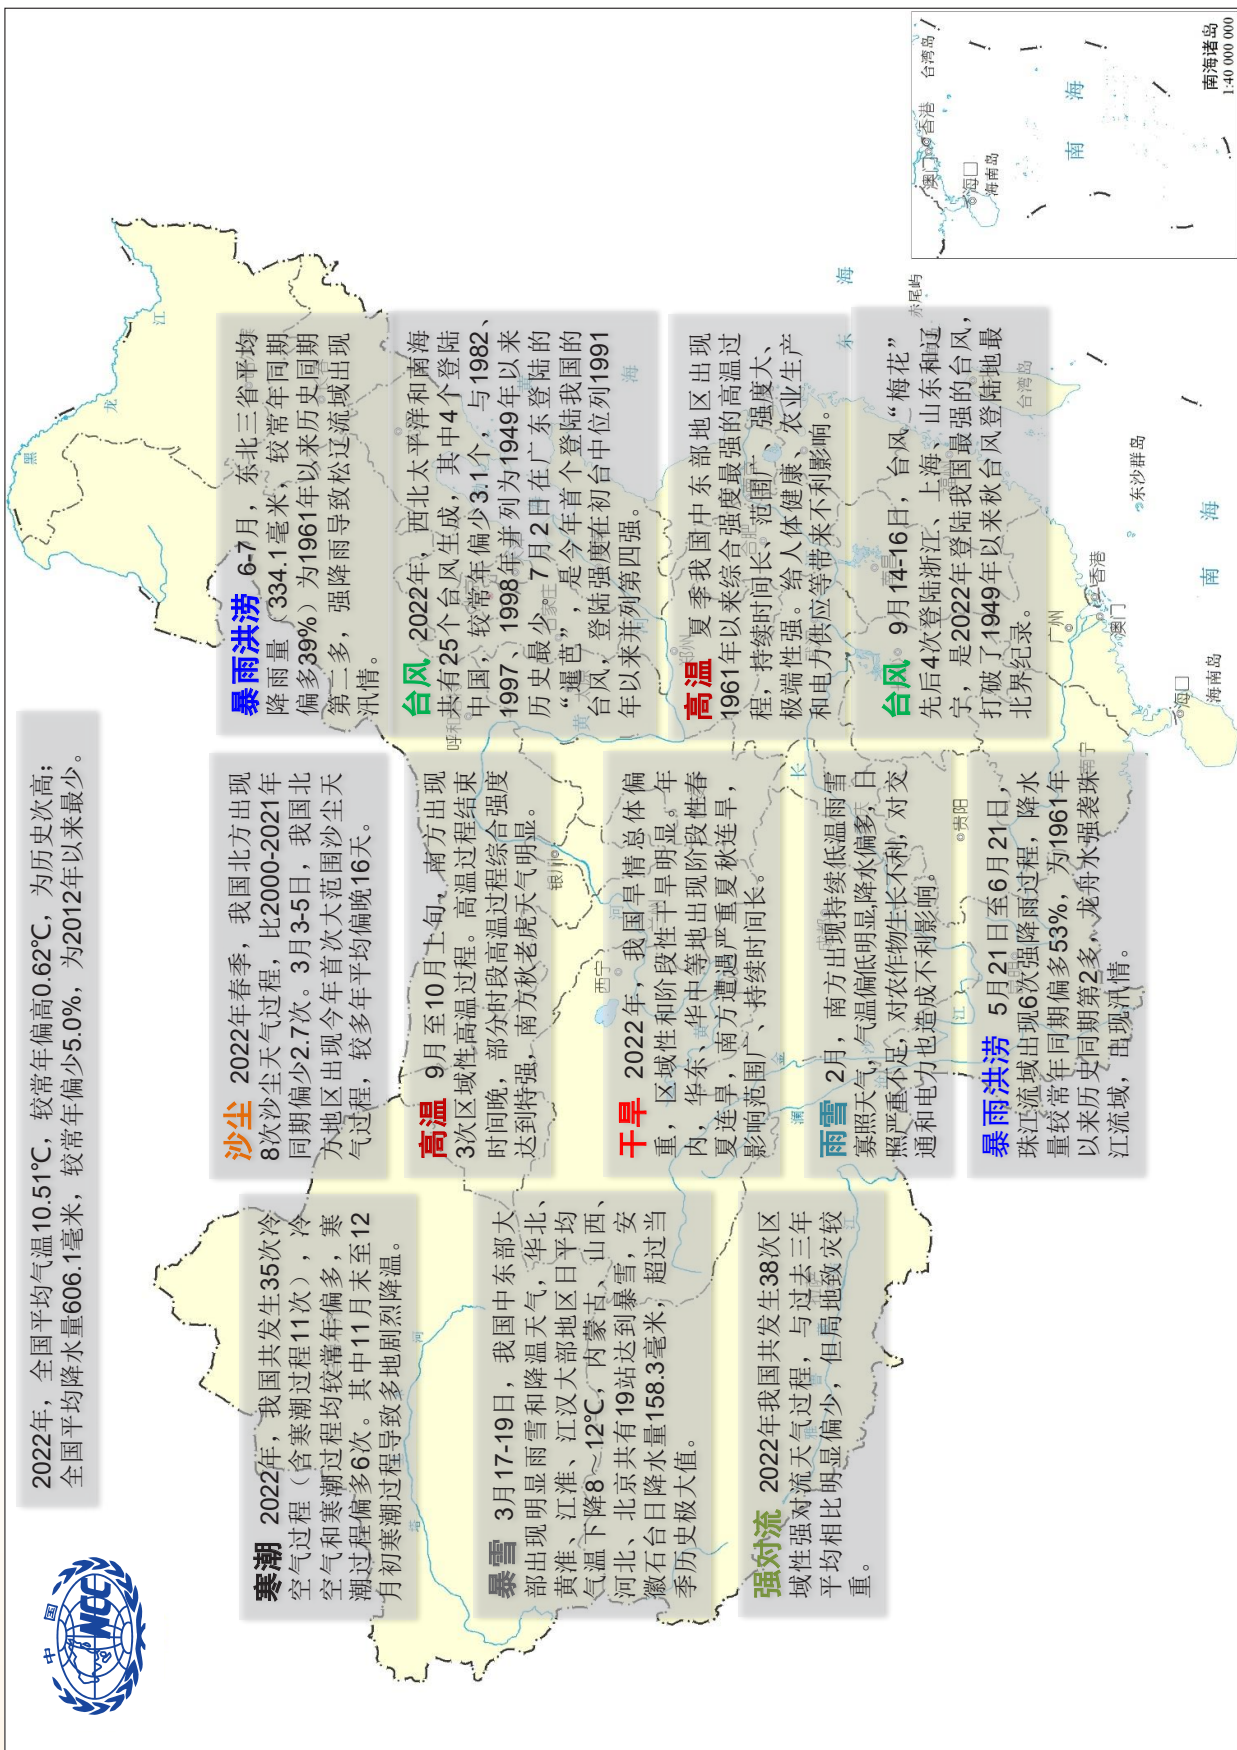 中国
NCC
2022年，全国平均气温10.51℃，较常年偏高0.62℃，为历史次高；
全国平均降水量606.1毫米，较常年偏少5.0%，为2012年以来最少。
寒潮 2022年，我国共发生35次冷
空气过程（含寒潮过程11次），冷
空气和寒潮过程均较常年偏多，寒
潮过程偏多6次。其中11月末至12
月初寒潮过程导致多地剧烈降温。
沙尘 2022年春季，我国北方出现
8次沙尘天气过程，比2000-2021年
同期偏少2.7次。3月3-5日，我国北
方地区出现今年首次大范围沙尘天
气过程，较多年平均偏晚16天。
暴雨洪涝 6-7月，东北三省平均
降雨量（334.1毫米，较常年同期
偏多39%）为1961年以来历史同期
第二多，强降雨导致松辽流域出现
汛情。
暴雪 3月17-19日，我国中东部大
部出现明显雨雪和降温天气，华北、
黄淮、江淮、江汉大部地区日平均
气温下降8～12℃，内蒙古、山西、
河北、北京共有19站达到暴雪，安
徽石台日降水量158.3毫米，超过当
季历史极大值。
高温 9月至10月上旬，南方出现
3次区域性高温过程。高温过程结束
时间晚，部分时段高温过程综合强度
达到特强，南方秋老虎天气明显。
台风 2022年，西北太平洋和南海
共有25个台风生成，其中4个登陆
中国，较常年偏少3.1个，与1982、
1997、1998年并列为1949年以来
历史最少。7月2日在广东登陆的
“暹芭”，是今年首个登陆我国的
台风，登陆强度在初台中位列1991
年以来并列第四强。
干旱 2022年，我国旱情总体偏
重，区域性和阶段性干旱明显。年
内，华东、华中等地出现阶段性春
夏连旱，南方遭遇严重夏秋连旱，
影响范围广、持续时间长。
高温 夏季我国中东部地区出现
1961年以来综合强度最强的高温过
程，持续时间长、范围广、强度大、
极端性强。给人体健康、农业生产
和电力供应等带来不利影响。
强对流 2022年我国共发生38次区
域性强对流天气过程，与过去三年
平均相比明显偏少，但局地致灾较
重。
雨雪 2月，南方出现持续低温雨雪
寡照天气，气温偏低明显,降水偏多，日
照严重不足，对农作物生长不利，对交
通和电力也造成不利影响。
台风 9月14-16日，台风“梅花”
先后4次登陆浙江、上海、山东和辽
宁，是2022年登陆我国最强的台风，
打破了1949年以来秋台风登陆地最
北界纪录。
暴雨洪涝 5月21日至6月21日，
珠江流域出现6次强降雨过程，降水
量较常年同期偏多53%，为1961年
以来历史同期第2多，龙舟水强袭珠
江流域，出现汛情。
黑
龙
江
塔
河
西宁
银川
呼和
黄
河
长
江
金
沙
澜
贵阳
南宁
广州
香港
澳门
海口
海南岛
东沙群岛
台湾岛
赤尾屿
东
海
南
海
澳门
香港
台湾岛
海口
海南岛
南
海
南海诸岛
1:40 000 000